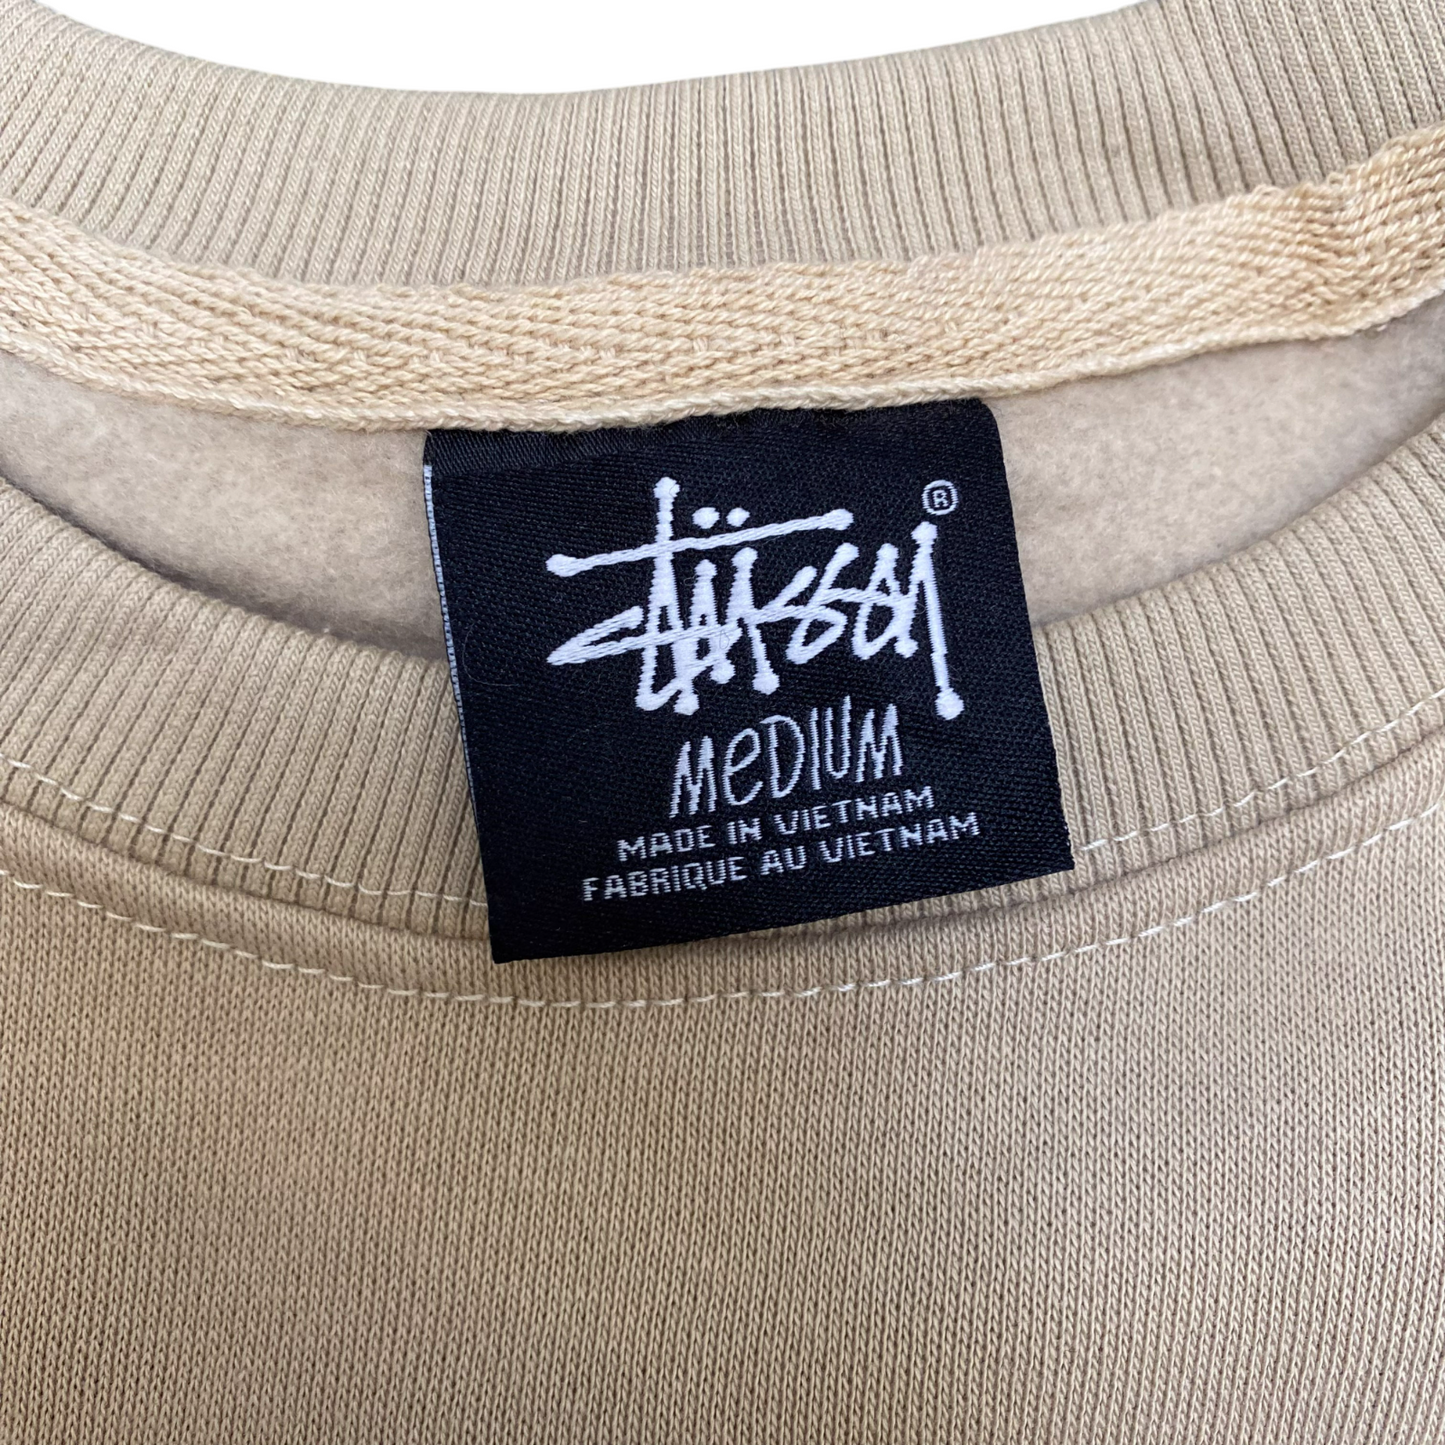 Stüssy ®
MeDIUM
MADE IN VIETNAM
FABRIQUE AU VIETNAM